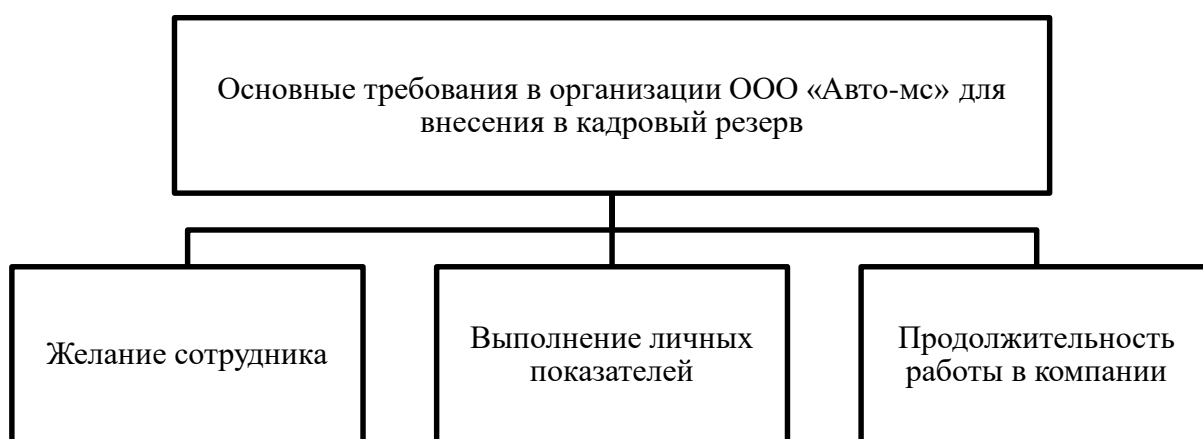 Основные требования в организации ООО «Авто-мс» для
внесения в кадровый резерв
Желание сотрудника
Выполнение личных
показателей
Продолжительность
работы в компании